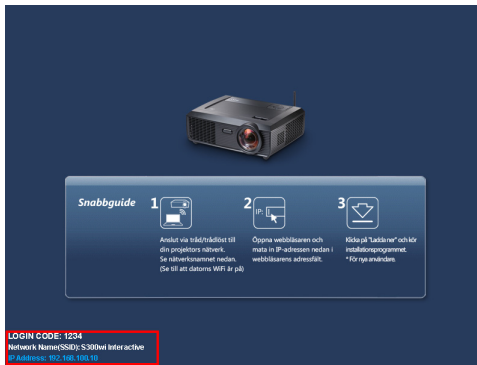 Snabbguide
1
Anslut via tråd/trådlöst till
din projektors nätverk.
Se nätverksnamnet nedan.
(Se till att datorns WiFi är på)
2
IP:
Öppna webbläsaren och
mata in IP-adressen nedan i
webbläsarens adressfält.
3
Klicka på "Ladda ner" och kör
installationsprogrammet.
* För nya användare.
LOGIN CODE: 1234
Network Name(SSID): S300wi Interactive
IP Address: 192.168.100.10